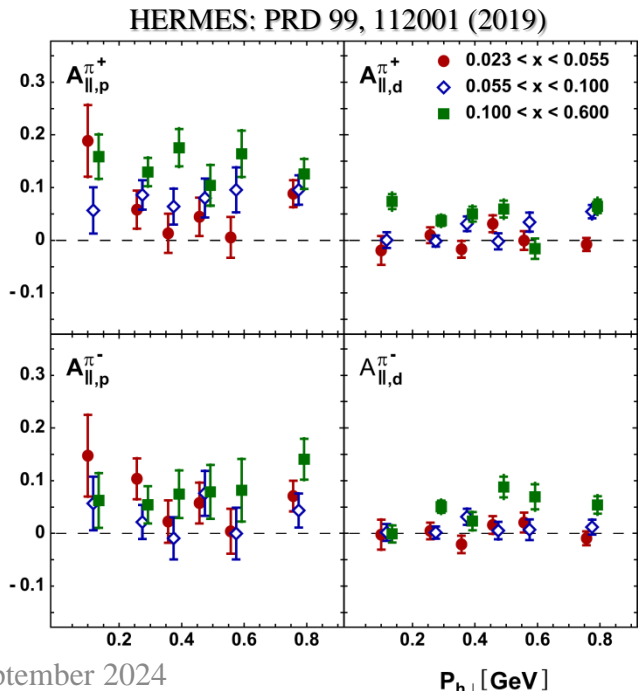 HERMES: PRD 99, 112001 (2019)
A π+ ||,p
A π+ ||,d
0.023 < x < 0.055
0.055 < x < 0.100
0.100 < x < 0.600
0.3
0.2
0.1
0
-0.1
A π- ||,p
A π- ||,d
0.3
0.2
0.1
0
-0.1
0.2 0.4 0.6 0.8 0.2 0.4 0.6 0.8
ptember 2024
P h⊥ [GeV]